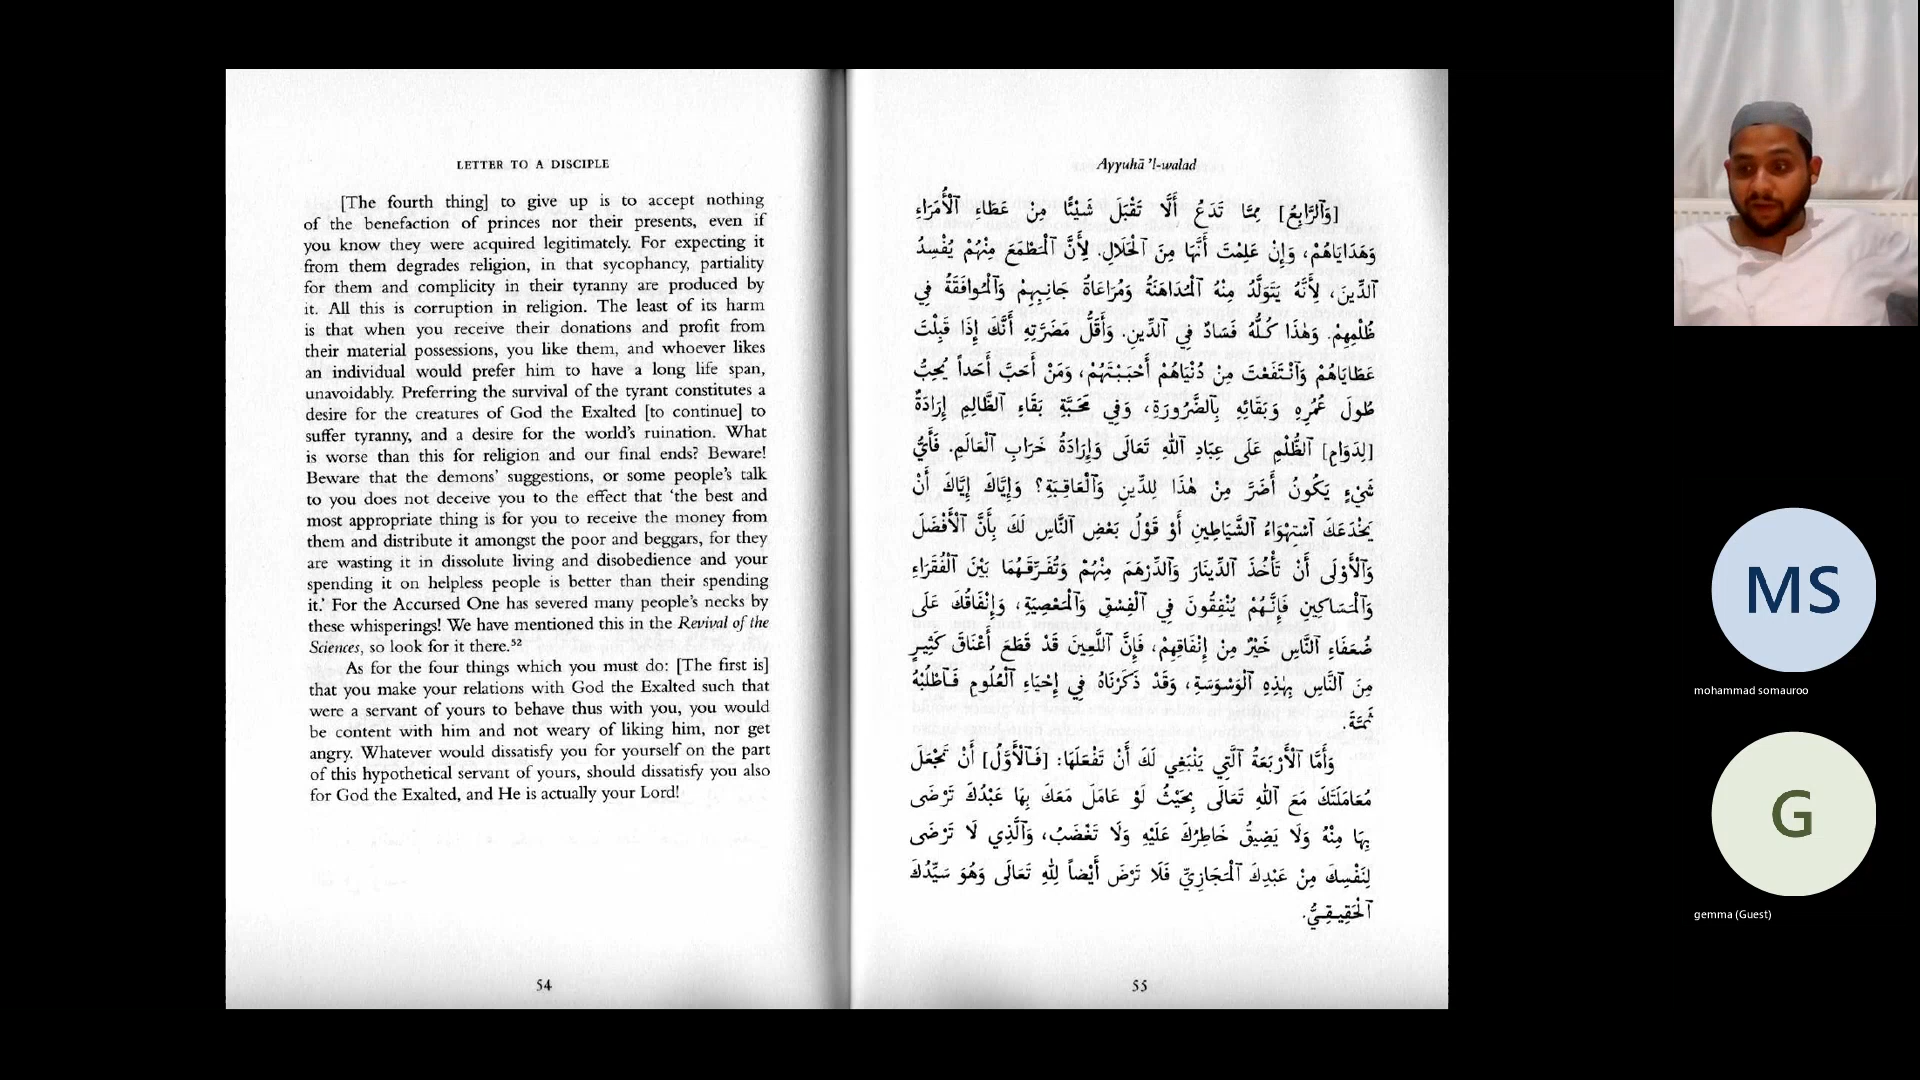 LETTER TO A DISCIPLE
[The fourth thing] to give up is to accept nothing
of the benefaction of princes nor their presents, even if
you know they were acquired legitimately. For expecting it
from them degrades religion, in that sycophancy, partiality
for them and complicity in their tyranny are produced by
it. All this is corruption in religion. The least of its harm
is that when you receive their donations and profit from
their material possessions, you like them, and whoever likes
an individual would prefer him to have a long life span,
unavoidably. Preferring the survival of the tyrant constitutes a
desire for the creatures of God the Exalted [to continue] to
suffer tyranny, and a desire for the world’s ruination. What
is worse than this for religion and our final ends? Beware!
Beware that the demons’ suggestions, or some people’s talk
to you does not deceive you to the effect that ‘the best and
most appropriate thing is for you to receive the money from
them and distribute it amongst the poor and beggars, for they
are wasting it in dissolute living and disobedience and your
spending it on helpless people is better than their spending
it.’ For the Accursed One has severed many people’s necks by
these whisperings! We have mentioned this in the Revival of the
Sciences, so look for it there.⁵²
As for the four things which you must do: [The first is]
that you make your relations with God the Exalted such that
were a servant of yours to behave thus with you, you would
be content with him and not weary of liking him, nor get
angry. Whatever would dissatisfy you for yourself on the part
of this hypothetical servant of yours, should dissatisfy you also
for God the Exalted, and He is actually your Lord!
54
Ayyuhā ’l-walad
[وَٱلرَّابِعُ] مِمَّا تَدَعُ أَلَّا تَقْبَلَ شَيْئًا مِنْ عَطَاءِ ٱلْأُمَرَاءِ
وَهَدَايَاهُمْ، وَإِنْ عَلِمْتَ أَنَّهَا مِنَ ٱلْحَلَالِ. لِأَنَّ ٱلْمَطْمَعَ مِنْهُمْ يُفْسِدُ
ٱلدِّينَ، لِأَنَّهُ يَتَوَلَّدُ مِنْهُ ٱلْمُدَاهَنَةُ وَمُرَاعَاةُ جَانِبِهِمْ وَٱلْمُوافَقَةُ فِي
ظُلْمِهِمْ. وَهٰذَا كُلُّهُ فَسَادٌ فِي ٱلدِّينِ. وَأَقَلُّ مَضَرَّتِهِ أَنَّكَ إِذَا قَبِلْتَ
عَطَايَاهُمْ وَٱنْتَفَعْتَ مِنْ دُنْيَاهُمْ أَحْبَبْتَهُمْ، وَمَنْ أَحَبَّ أَحَداً يُحِبُّ
طُولَ عُمُرِهِ وَبَقَائِهِ بِٱلضَّرُورَةِ، وَفِي مَحَبَّةِ بَقَاءِ ٱلظَّالِمِ إِرَادَةٌ
[لِدَوَامِ] ٱلظُّلْمِ عَلَى عِبَادِ ٱللهِ تَعَالَى وَإِرَادَةُ خَرَابِ ٱلْعَالَمِ. فَأَيُّ
شَيْءٍ يَكُونُ أَضَرَّ مِنْ هٰذَا لِلدِّينِ وَٱلْعَاقِبَةِ؟ وَإِيَّاكَ إِيَّاكَ أَنْ
يَخْدَعَكَ ٱسْتِهْوَاءُ ٱلشَّيَاطِينِ أَوْ قَوْلُ بَعْضِ ٱلنَّاسِ لَكَ بِأَنَّ ٱلْأَفْضَلَ
وَٱلْأَوْلَى أَنْ تَأْخُذَ ٱلدِّينَارَ وَٱلدِّرْهَمَ مِنْهُمْ وَتُفَرِّقَهُمَا بَيْنَ ٱلْفُقَرَاءِ
وَٱلْمَسَاكِينِ فَإِنَّهُمْ يُنْفِقُونَ فِي ٱلْفِسْقِ وَٱلْمَعْصِيَةِ، وَإِنْفَاقُكَ عَلَى
ضُعَفَاءِ ٱلنَّاسِ خَيْرٌ مِنْ إِنْفَاقِهِمْ، فَإِنَّ ٱللَّعِينَ قَدْ قَطَعَ أَعْنَاقَ كَثِيرٍ
مِنَ ٱلنَّاسِ بِهٰذِهِ ٱلْوَسْوَسَةِ، وَقَدْ ذَكَرْنَاهُ فِي إِحْيَاءِ ٱلْعُلُومِ فَٱطْلُبْهُ
ثَمَّةَ.
وَأَمَّا ٱلْأَرْبَعَةُ ٱلَّتِي يَنْبَغِي لَكَ أَنْ تَفْعَلَهَا: [فَٱلْأَوَّلُ] أَنْ تَجْعَلَ
مُعَامَلَتَكَ مَعَ ٱللهِ تَعَالَى بِحَيْثُ لَوْ عَامَلَ مَعَكَ بِهَا عَبْدُكَ تَرْضَى
بِهَا مِنْهُ وَلَا يَضِيقُ خَاطِرُكَ عَلَيْهِ وَلَا تَغْضَبُ، وَٱلَّذِي لَا تَرْضَى
لِنَفْسِكَ مِنْ عَبْدِكَ ٱلْمَجَازِيِّ فَلَا تَرْضَ أَيْضاً لِلهِ تَعَالَى وَهُوَ سَيِّدُكَ
ٱلْحَقِيقِيُّ.
55
MS
mohammad somauroo
G
gemma (Guest)